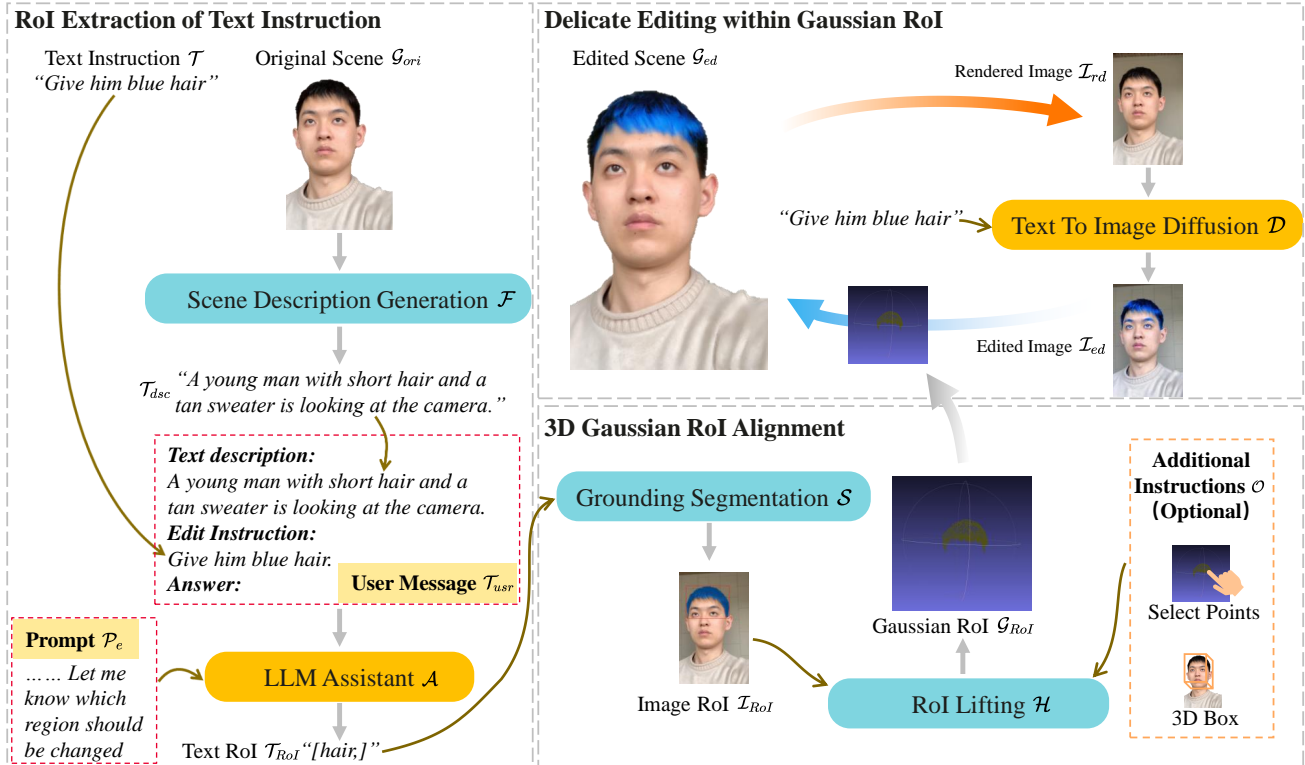 RoI Extraction of Text Instruction
Text Instruction 𝒯
“Give him blue hair”
Original Scene 𝒢ori
Scene Description Generation ℱ
𝒯dsc “A young man with short hair and a
tan sweater is looking at the camera.”
Text description:
A young man with short hair and a
tan sweater is looking at the camera.
Edit Instruction:
Give him blue hair.
Answer:
User Message 𝒯usr
Prompt 𝒫e
…… Let me
know which
region should
be changed
LLM Assistant 𝒜
Text RoI 𝒯RoI “[hair,]”
Delicate Editing within Gaussian RoI
Edited Scene 𝒢ed
Rendered Image ℐrd
“Give him blue hair”
Text To Image Diffusion 𝒟
Edited Image ℐed
3D Gaussian RoI Alignment
Grounding Segmentation 𝒮
Image RoI ℐRoI
Gaussian RoI 𝒢RoI
RoI Lifting ℋ
Additional
Instructions 𝒪
(Optional)
Select Points
3D Box